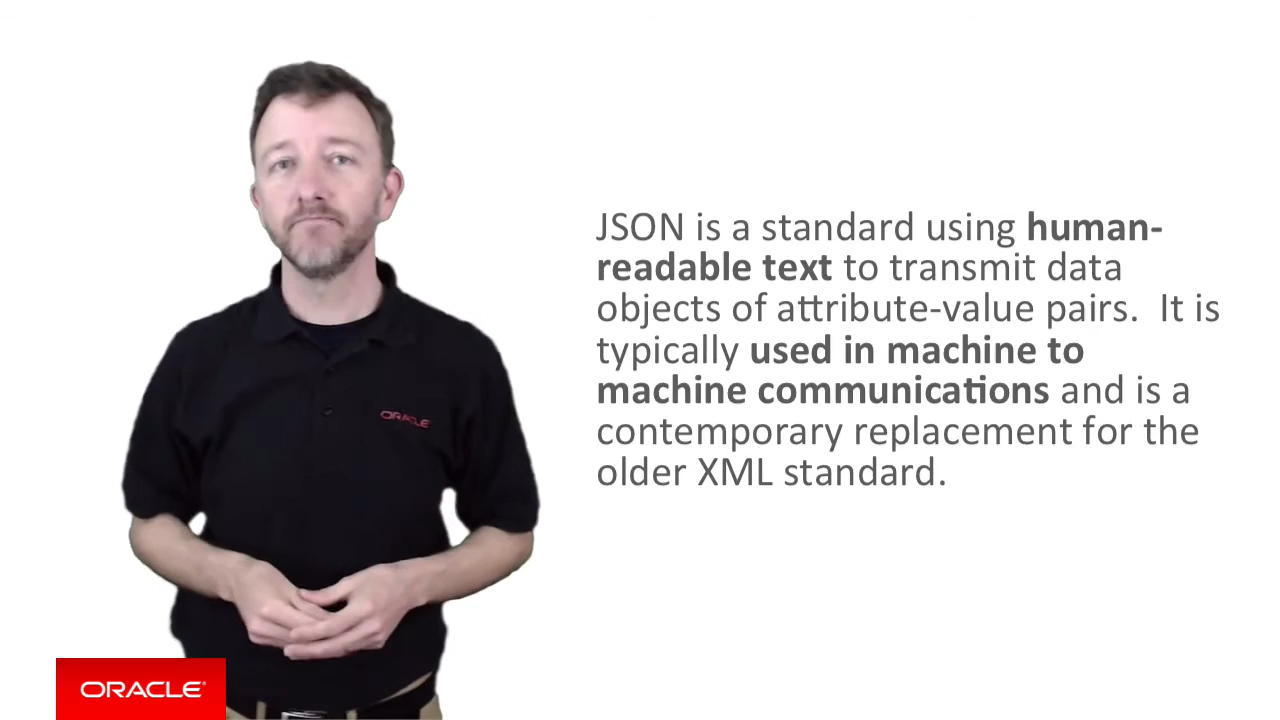 JSON is a standard using human-
readable text to transmit data
objects of attribute-value pairs.  It is
typically used in machine to
machine communications and is a
contemporary replacement for the
older XML standard.
ORACLE
ORACLE®